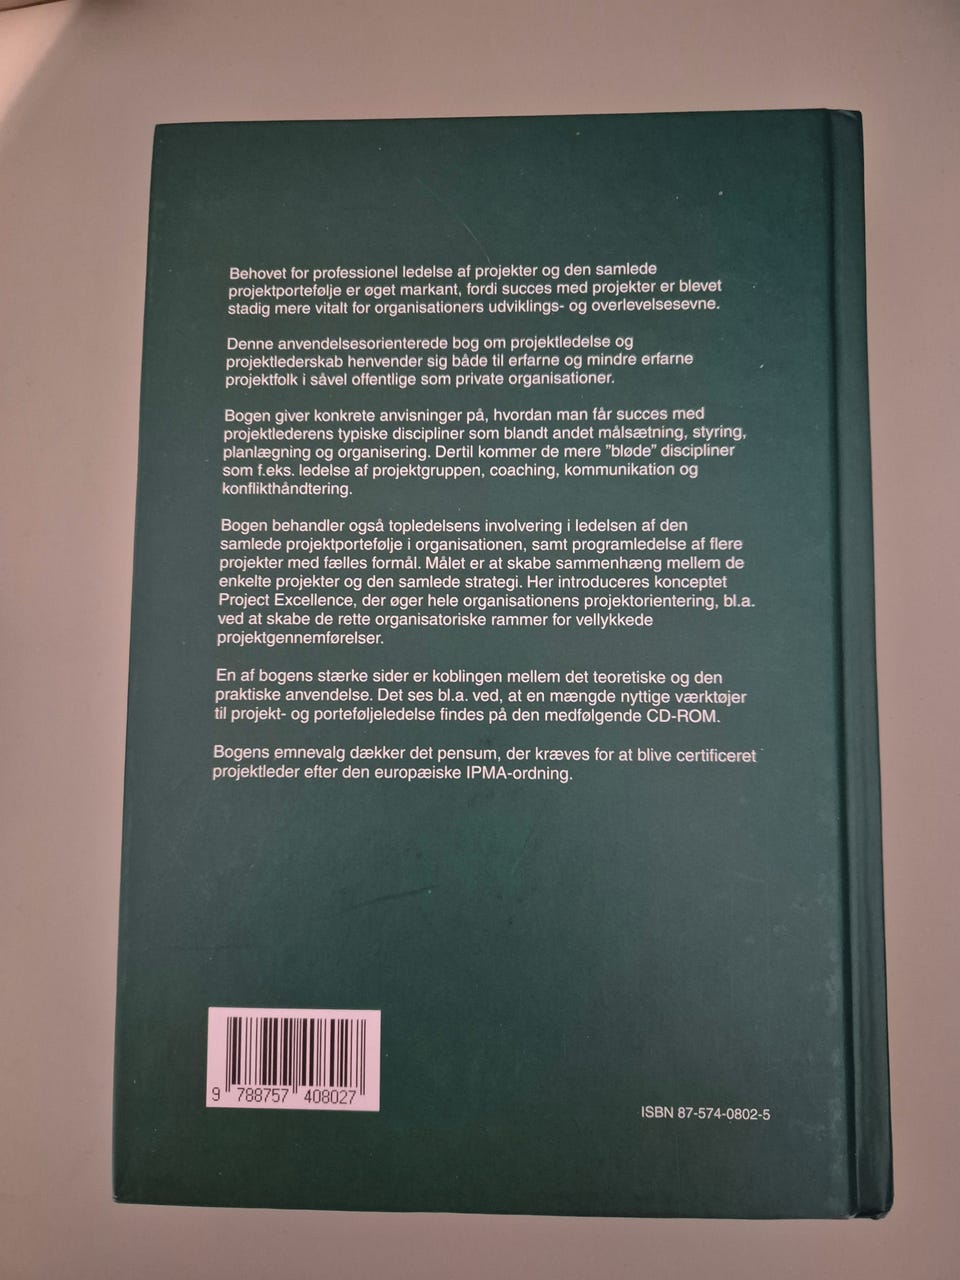 Behovet for professionel ledelse af projekter og den samlede
projektportefølje er øget markant, fordi succes med projekter er blevet
stadig mere vitalt for organisationers udviklings- og overlevelsesevne.
Denne anvendelsesorienterede bog om projektledelse og
projektlederskab henvender sig både til erfarne og mindre erfarne
projektfolk i såvel offentlige som private organisationer.
Bogen giver konkrete anvisninger på, hvordan man får succes med
projektlederens typiske discipliner som blandt andet målsætning, styring,
planlægning og organisering. Dertil kommer de mere ”bløde” discipliner
som f.eks. ledelse af projektgruppen, coaching, kommunikation og
konflikthåndtering.
Bogen behandler også topledelsens involvering i ledelsen af den
samlede projektportefølje i organisationen, samt programledelse af flere
projekter med fælles formål. Målet er at skabe sammenhæng mellem de
enkelte projekter og den samlede strategi. Her introduceres konceptet
Project Excellence, der øger hele organisationens projektorientering, bl.a.
ved at skabe de rette organisatoriske rammer for vellykkede
projektgennemførelser.
En af bogens stærke sider er koblingen mellem det teoretiske og den
praktiske anvendelse. Det ses bl.a. ved, at en mængde nyttige værktøjer
til projekt- og porteføljeledelse findes på den medfølgende CD-ROM.
Bogens emnevalg dækker det pensum, der kræves for at blive certificeret
projektleder efter den europæiske IPMA-ordning.
9 788757 408027
ISBN 87-574-0802-5